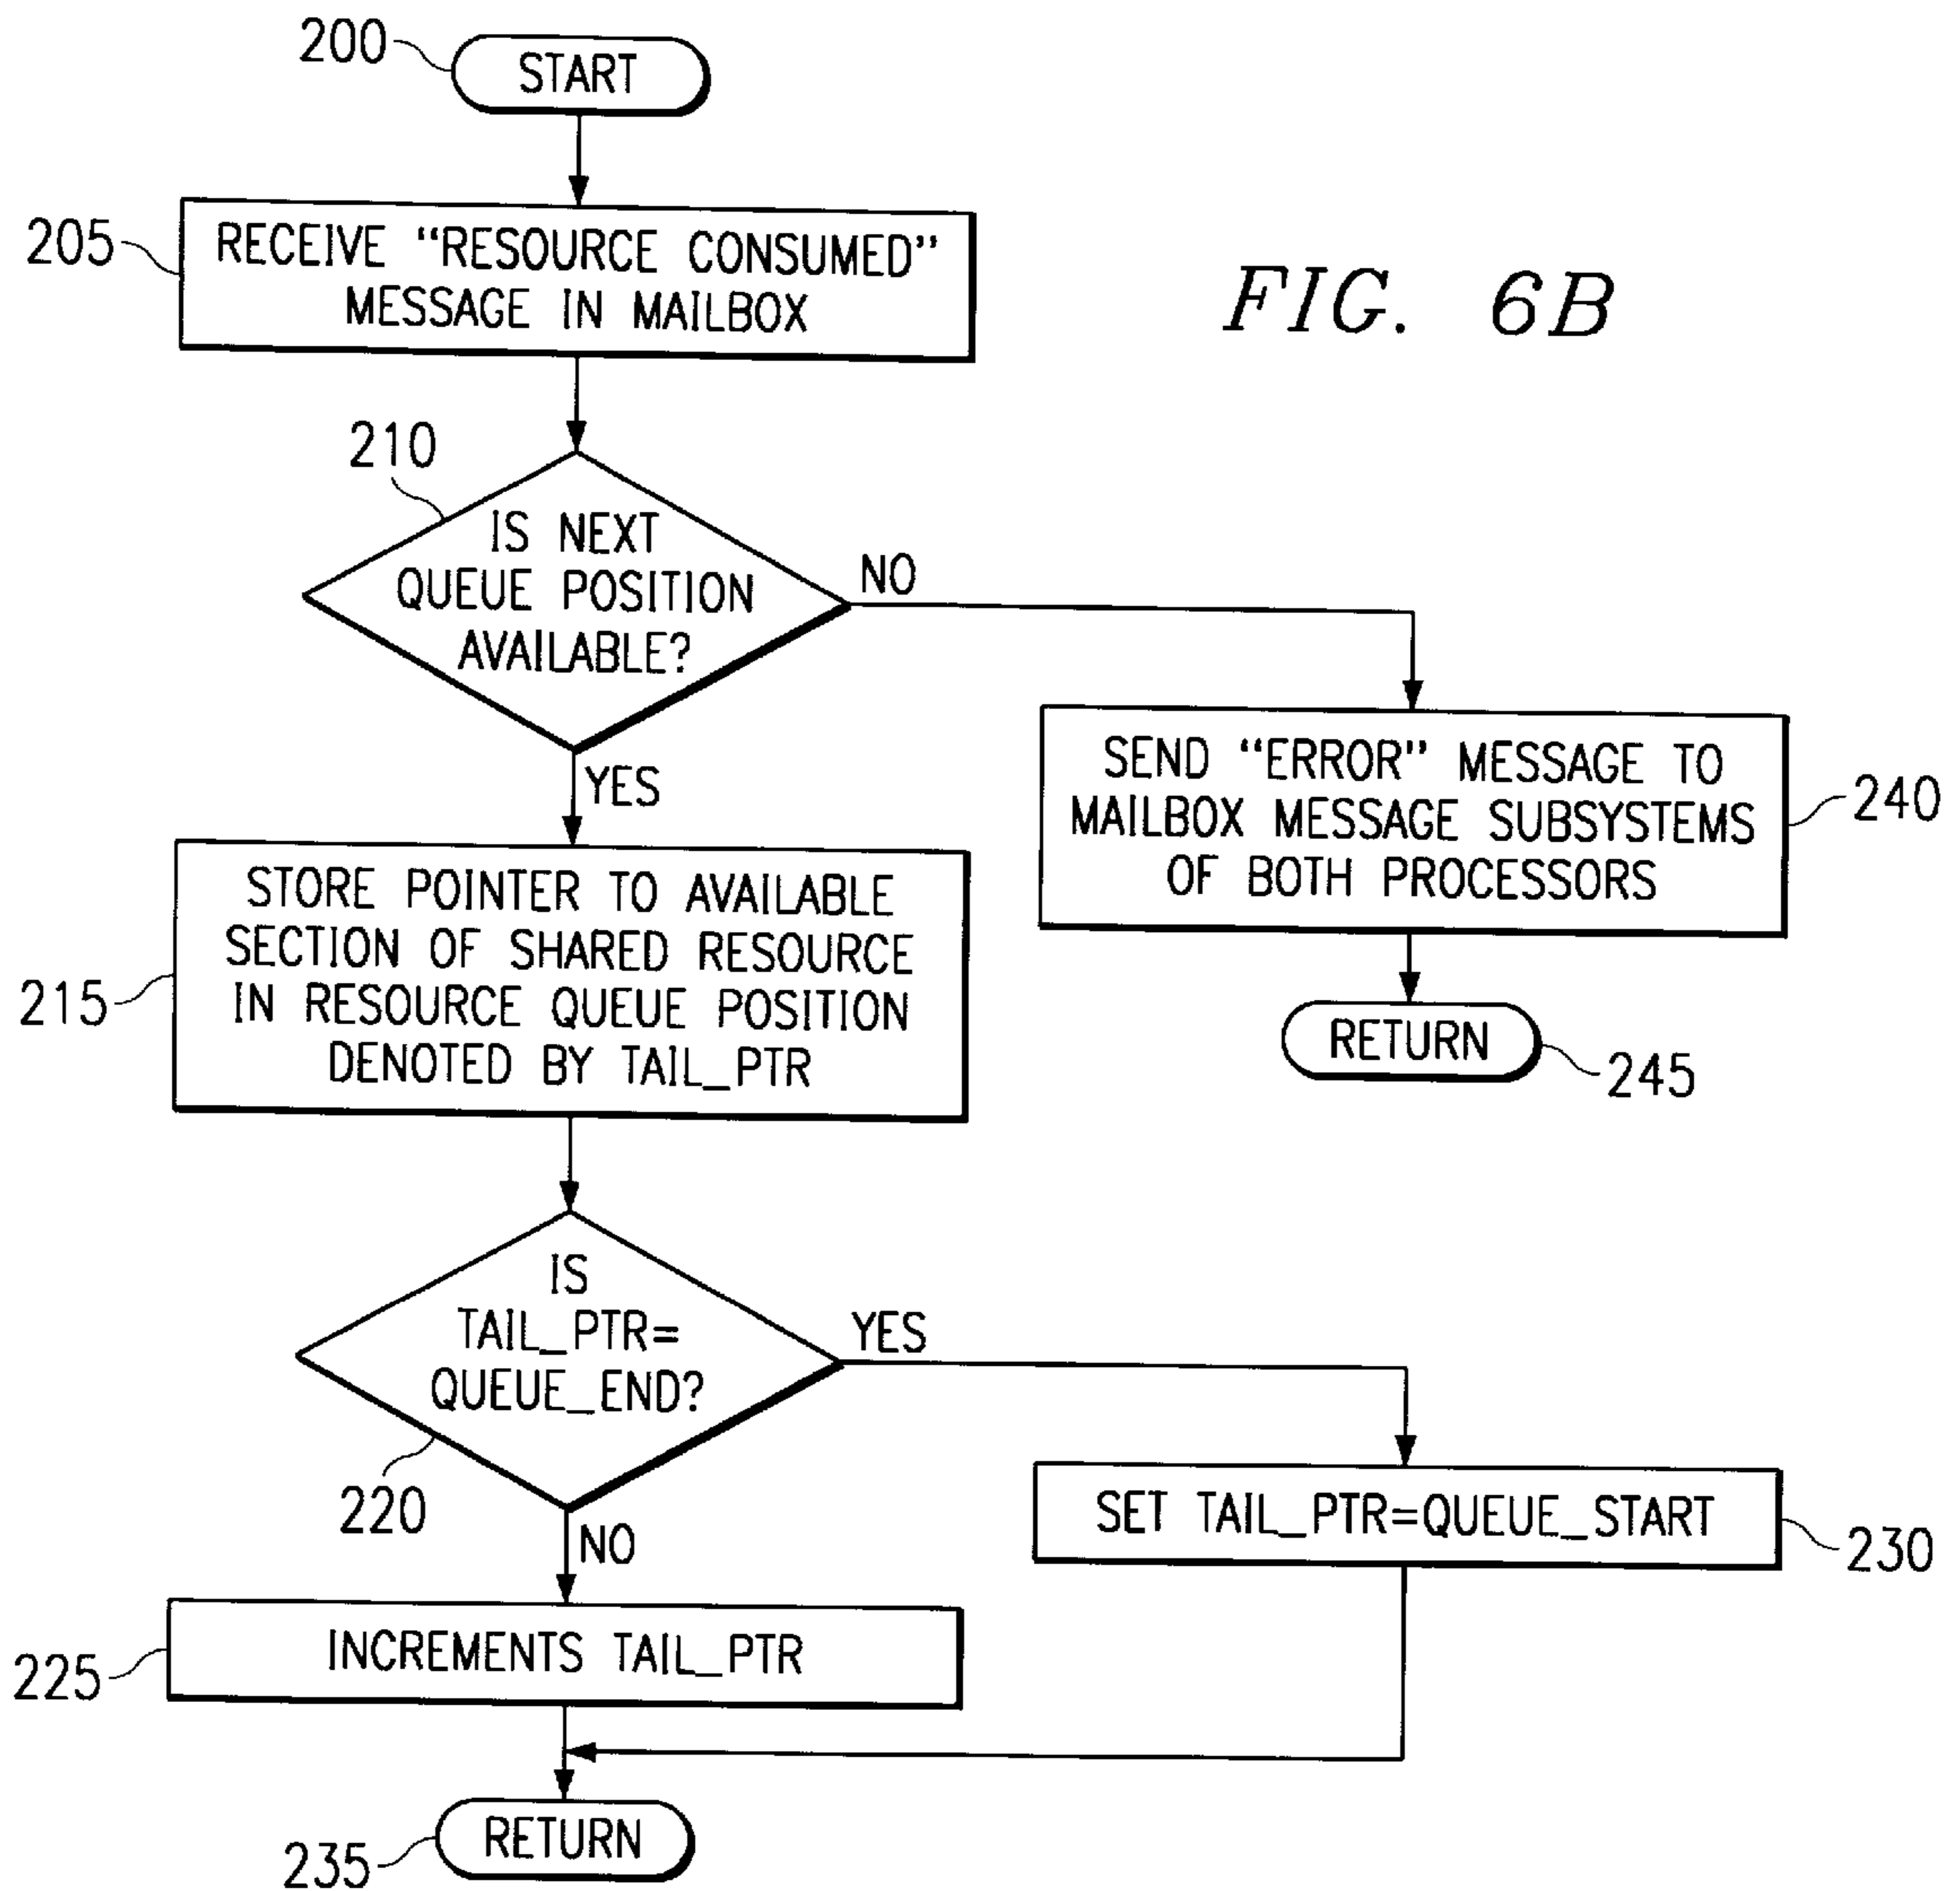 200
START
205
RECEIVE “RESOURCE CONSUMED”
MESSAGE IN MAILBOX
FIG. 6B
210
IS NEXT
QUEUE POSITION
AVAILABLE?
NO
YES
SEND “ERROR” MESSAGE TO
MAILBOX MESSAGE SUBSYSTEMS
OF BOTH PROCESSORS
240
STORE POINTER TO AVAILABLE
SECTION OF SHARED RESOURCE
IN RESOURCE QUEUE POSITION
DENOTED BY TAIL_PTR
215
RETURN
245
IS
TAIL_PTR=
QUEUE_END?
YES
220
NO
SET TAIL_PTR=QUEUE_START
230
INCREMENTS TAIL_PTR
225
RETURN
235